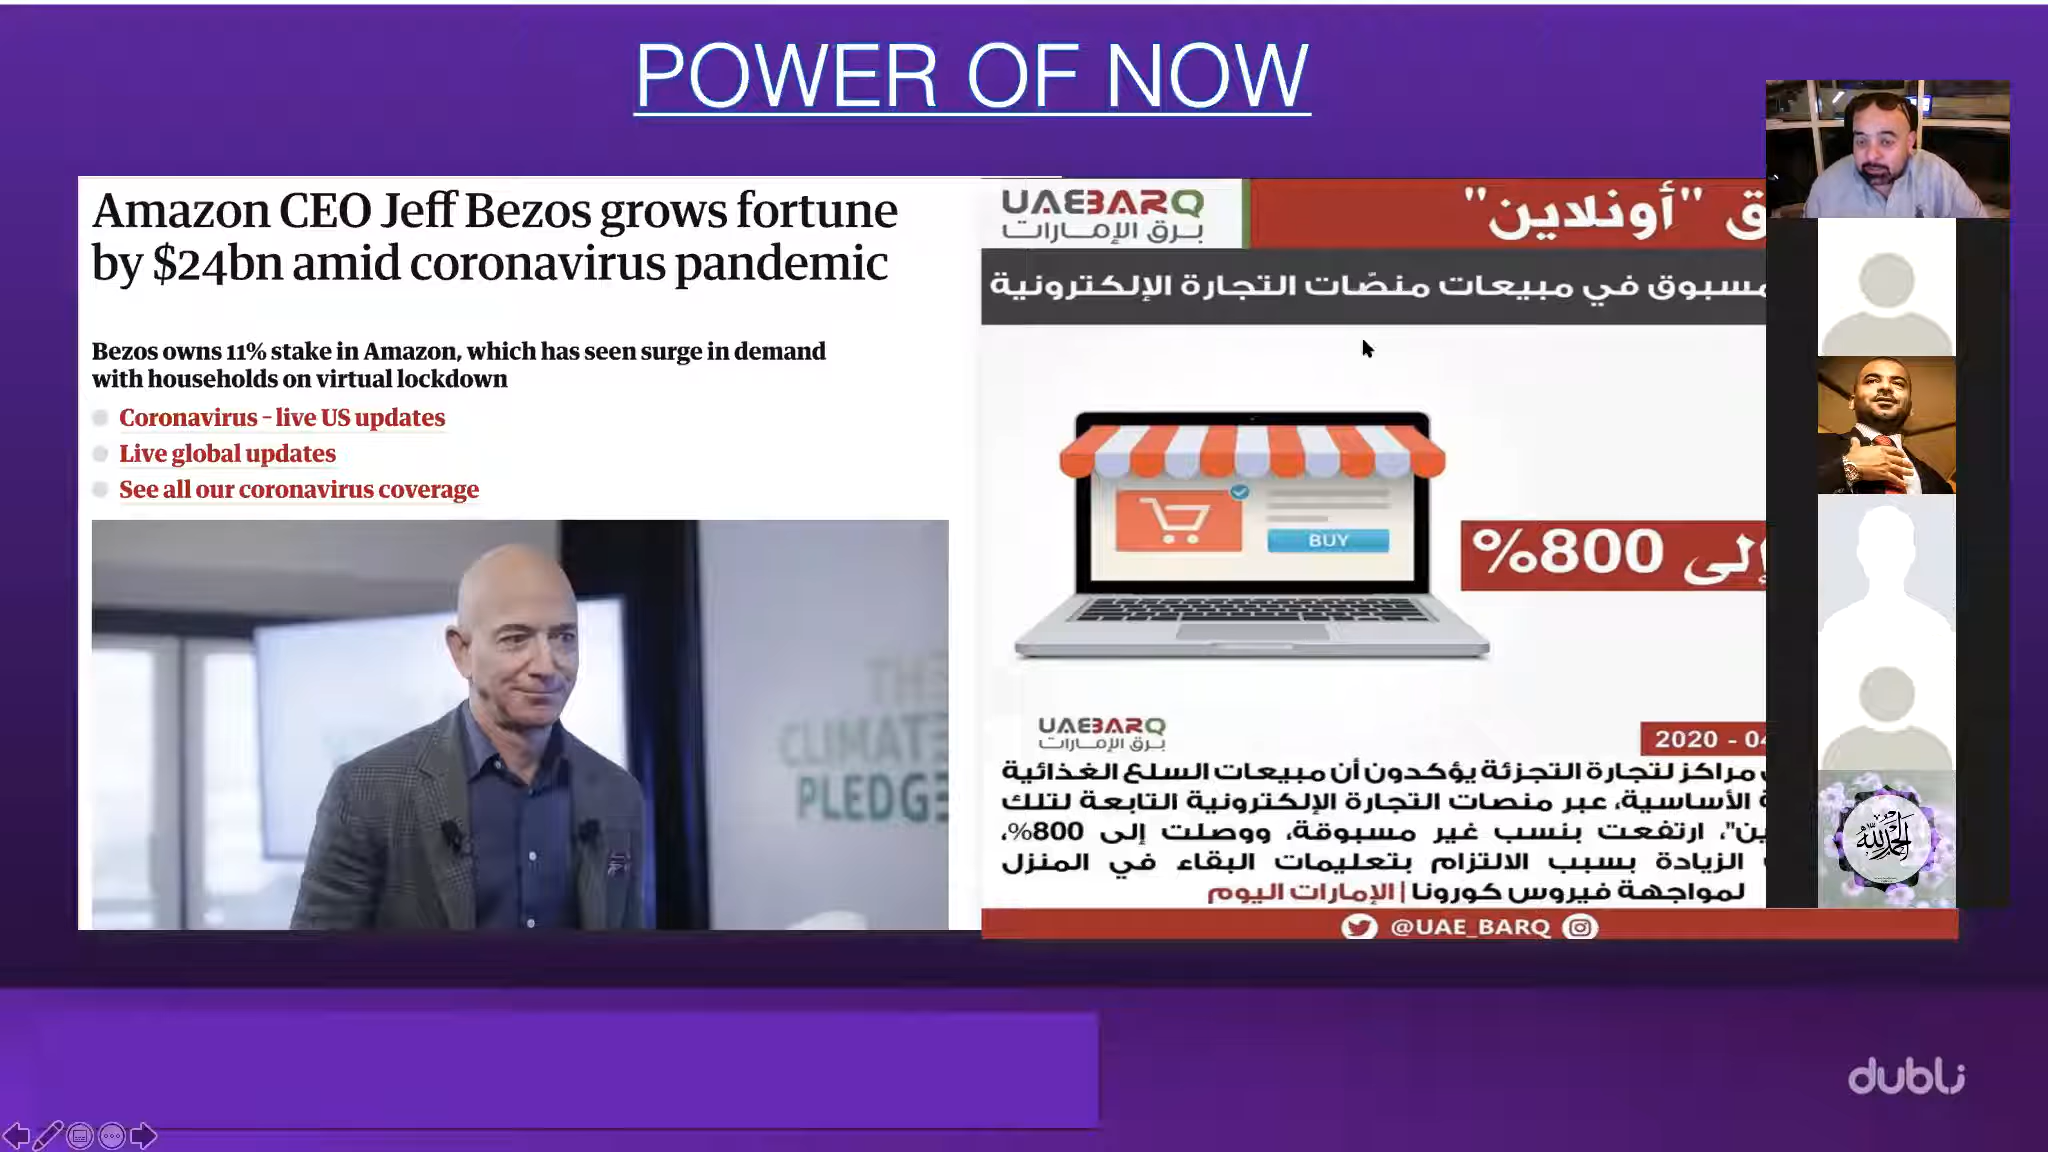 POWER OF NOW
Amazon CEO Jeff Bezos grows fortune
by $24bn amid coronavirus pandemic
Bezos owns 11% stake in Amazon, which has seen surge in demand
with households on virtual lockdown
Coronavirus – live US updates
Live global updates
See all our coronavirus coverage
CLIMATE
PLEDGE
UAEBARQ
برق الإمارات
ق "أونلاين"
مسبوق في مبيعات منصّات التجارة الإلكترونية
BUY
إلى 800%
UAEBARQ
برق الإمارات
2020 - 04
مراكز لتجارة التجزئة يؤكدون أن مبيعات السلع الغذائية
الأساسية، عبر منصات التجارة الإلكترونية التابعة لتلك
ين"، ارتفعت بنسب غير مسبوقة، ووصلت إلى 800%،
الزيادة بسبب الالتزام بتعليمات البقاء في المنزل
لمواجهة فيروس كورونا | الإمارات اليوم
@UAE_BARQ
الحمد لله
dubli